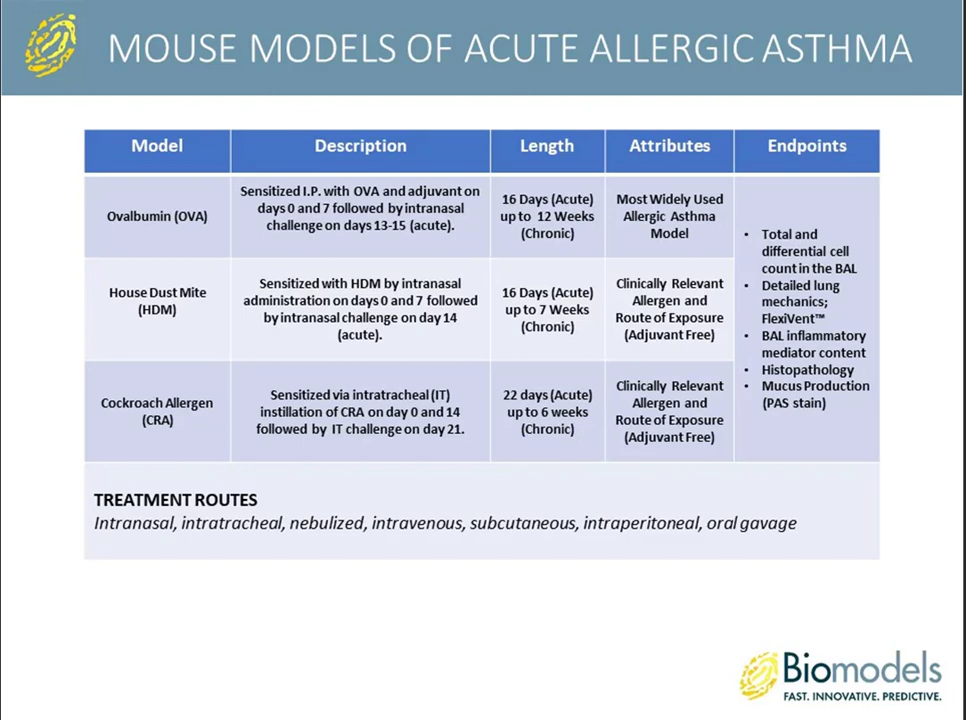 MOUSE MODELS OF ACUTE ALLERGIC ASTHMA
Model
Description
Length
Attributes
Endpoints
Ovalbumin (OVA)
Sensitized I.P. with OVA and adjuvant on
days 0 and 7 followed by intranasal
challenge on days 13-15 (acute).
16 Days (Acute)
up to 12 Weeks
(Chronic)
Most Widely Used
Allergic Asthma
Model
House Dust Mite
(HDM)
Sensitized with HDM by intranasal
administration on days 0 and 7 followed
by intranasal challenge on day 14
(acute).
16 Days (Acute)
up to 7 Weeks
(Chronic)
Clinically Relevant
Allergen and
Route of Exposure
(Adjuvant Free)
Cockroach Allergen
(CRA)
Sensitized via intratracheal (IT)
instillation of CRA on day 0 and 14
followed by IT challenge on day 21.
22 days (Acute)
up to 6 weeks
(Chronic)
Clinically Relevant
Allergen and
Route of Exposure
(Adjuvant Free)
• Total and
differential cell
count in the BAL
• Detailed lung
mechanics;
FlexiVent™
• BAL inflammatory
mediator content
• Histopathology
• Mucus Production
(PAS stain)
TREATMENT ROUTES
Intranasal, intratracheal, nebulized, intravenous, subcutaneous, intraperitoneal, oral gavage
Biomodels
FAST. INNOVATIVE. PREDICTIVE.